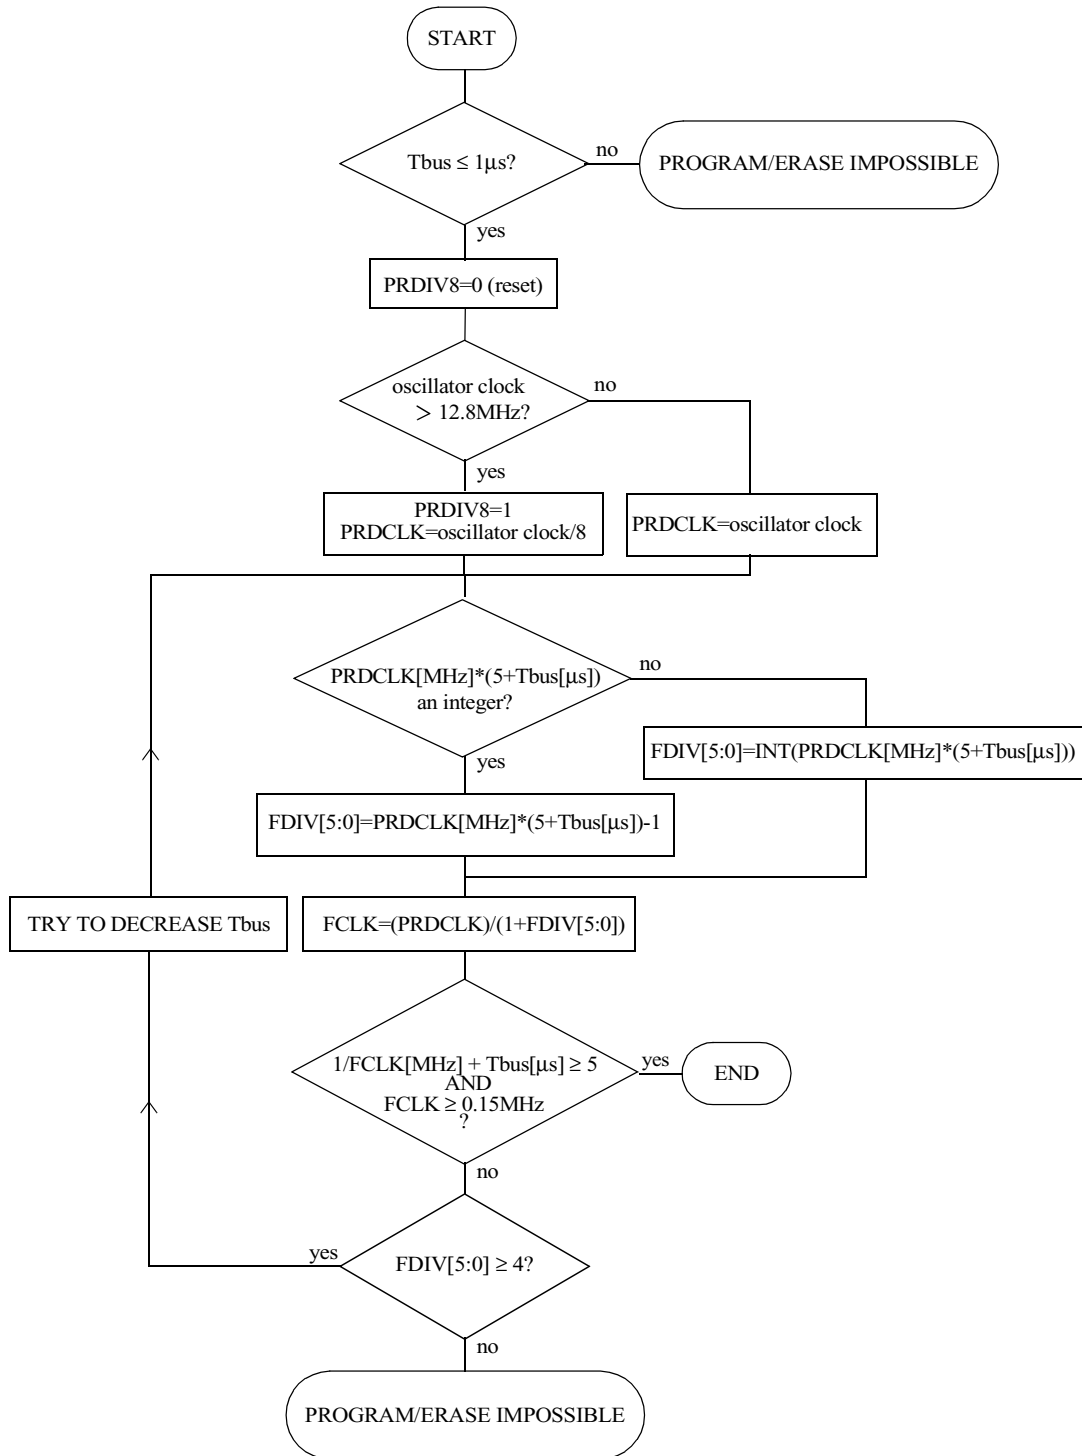 START
Tbus ≤ 1μs?
no
PROGRAM/ERASE IMPOSSIBLE
yes
PRDIV8=0 (reset)
oscillator clock
> 12.8MHz?
no
yes
PRDIV8=1
PRDCLK=oscillator clock/8
PRDCLK=oscillator clock
PRDCLK[MHz]*(5+Tbus[μs])
an integer?
no
yes
FDIV[5:0]=INT(PRDCLK[MHz]*(5+Tbus[μs]))
FDIV[5:0]=PRDCLK[MHz]*(5+Tbus[μs])-1
TRY TO DECREASE Tbus
FCLK=(PRDCLK)/(1+FDIV[5:0])
1/FCLK[MHz] + Tbus[μs] ≥ 5
AND
FCLK ≥ 0.15MHz
?
yes
END
no
yes
FDIV[5:0] ≥ 4?
no
PROGRAM/ERASE IMPOSSIBLE